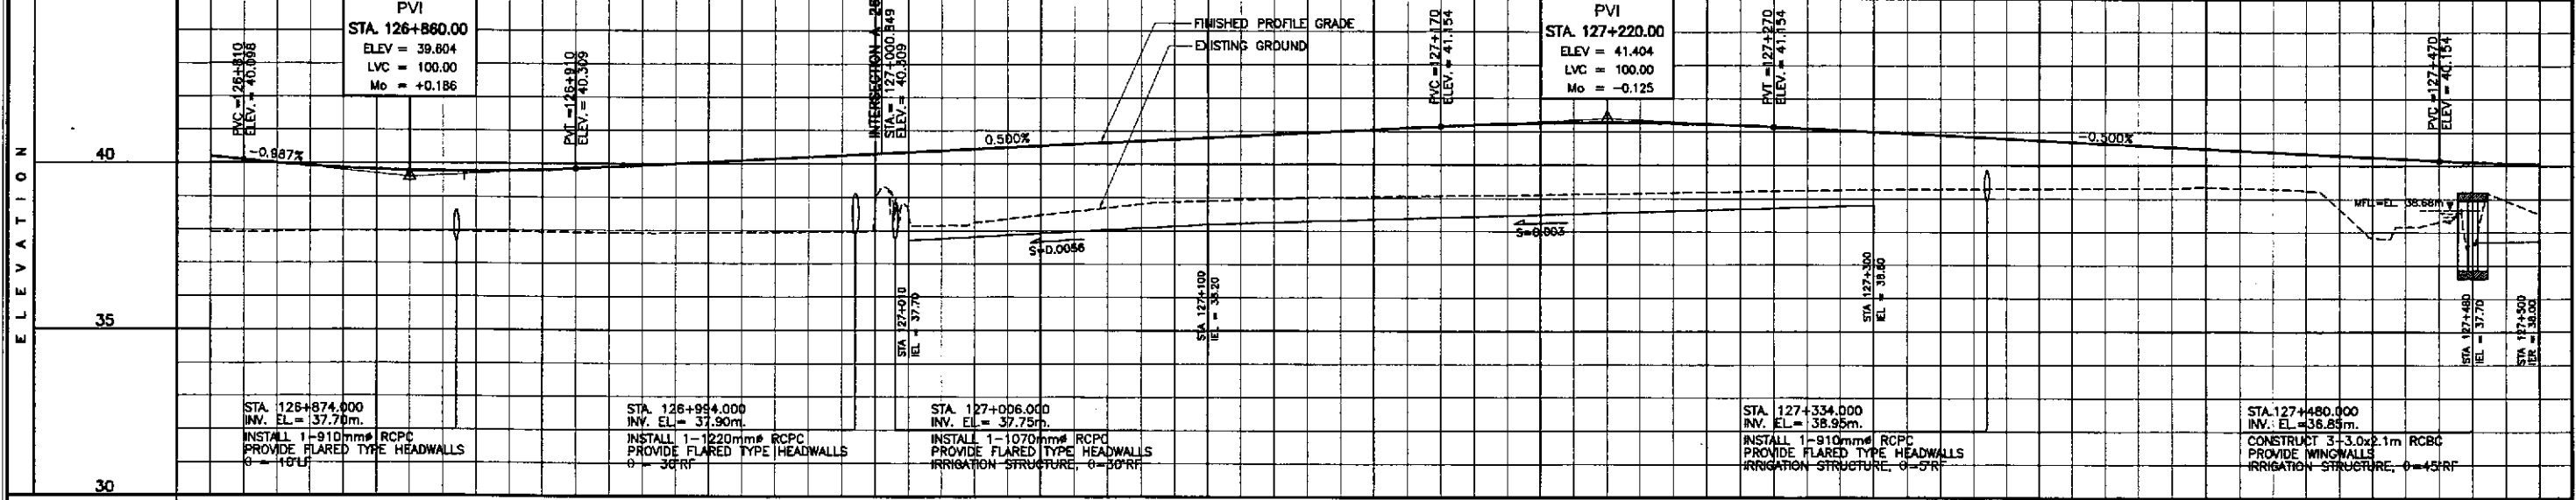 PVI
STA. 126+860.00
ELEV = 39.604
LVC = 100.00
Mo = +0.186
PVC =126+810
ELEV. = 40.098
PVT =126+910
ELEV. = 40.309
INTERSECTION A
STA. = 127+000.849
ELEV. = 40.309
FINISHED PROFILE GRADE
EXISTING GROUND
PVC =127+170
ELEV. = 41.154
PVI
STA. 127+220.00
ELEV = 41.404
LVC = 100.00
Mo = -0.125
PVT =127+270
ELEV. = 41.154
PVC =127+470
ELEV = 40.154
ELEVATION
40
35
30
-0.987%
0.500%
-0.500%
S=0.0056
S=0.003
MFL=EL. 38.68m
STA 127+010
IEL = 37.70
STA 127+100
IEL = 38.20
STA 127+300
IEL = 38.80
STA 127+480
IEL = 37.70
STA 127+500
IER = 38.00
STA. 126+874.000
INV. EL.= 37.70m.
INSTALL 1-910mmø RCPC
PROVIDE FLARED TYPE HEADWALLS
θ = 10°LF
STA. 126+994.000
INV. EL.= 37.90m.
INSTALL 1-1220mmø RCPC
PROVIDE FLARED TYPE HEADWALLS
θ = 30°RF
STA. 127+006.000
INV. EL.= 37.75m.
INSTALL 1-1070mmø RCPC
PROVIDE FLARED TYPE HEADWALLS
IRRIGATION STRUCTURE, θ=30°RF
STA. 127+334.000
INV. EL.= 38.95m.
INSTALL 1-910mmø RCPC
PROVIDE FLARED TYPE HEADWALLS
IRRIGATION STRUCTURE, θ=5°RF
STA.127+480.000
INV. EL.=36.85m.
CONSTRUCT 3-3.0x2.1m RCBC
PROVIDE WINGWALLS
IRRIGATION STRUCTURE, θ=45°RF